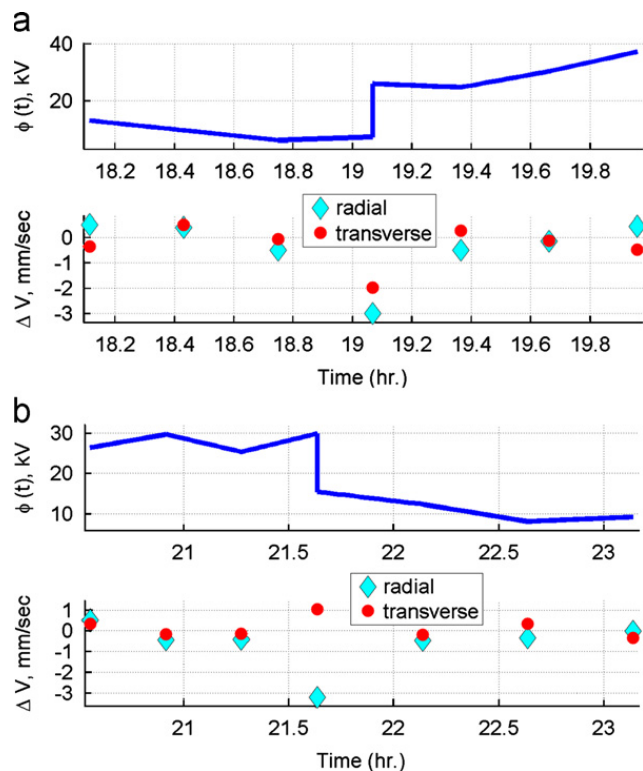 a
40
20
ϕ (t), kV
18.2 18.4 18.6 18.8 19 19.2 19.4 19.6 19.8
radial
transverse
0
-1
-2
-3
Δ V, mm/sec
18.2 18.4 18.6 18.8 19 19.2 19.4 19.6 19.8
Time (hr.)
b
30
20
10
ϕ (t), kV
21 21.5 22 22.5 23
radial
transverse
1
0
-1
-2
-3
Δ V, mm/sec
21 21.5 22 22.5 23
Time (hr.)